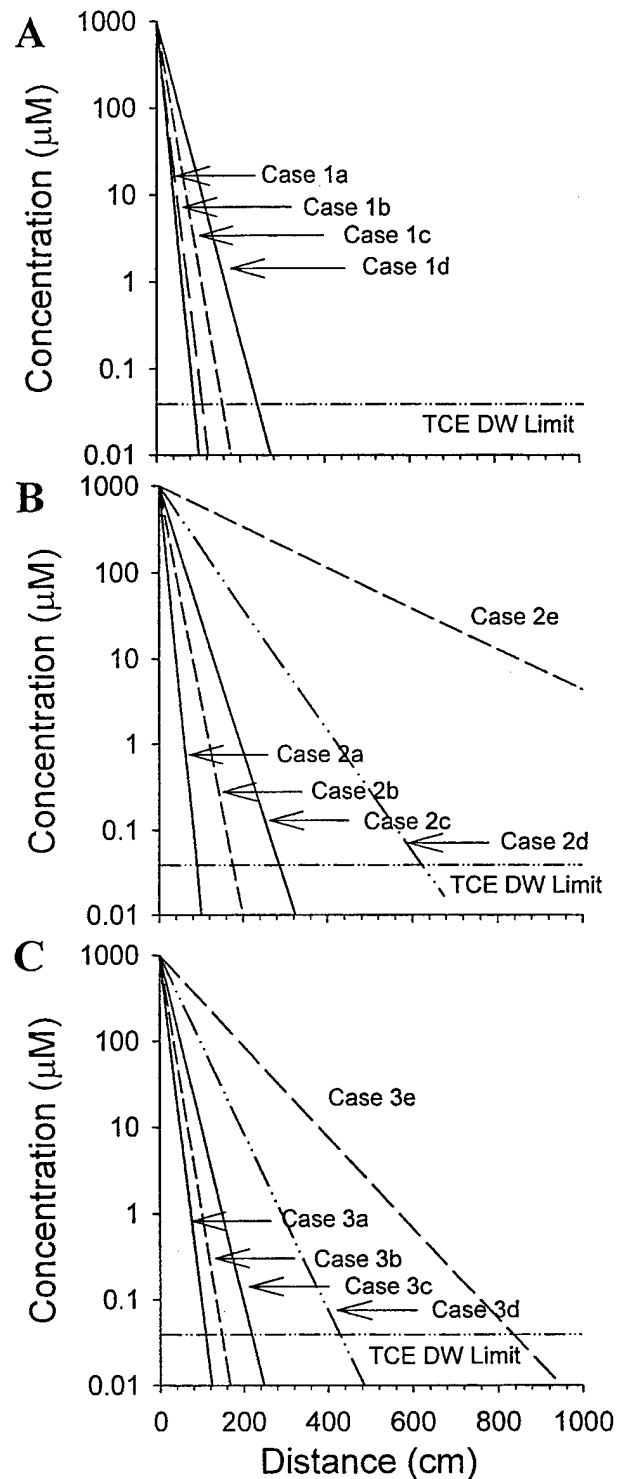 A
Concentration (µM)
1000
100
10
1
0.1
0.01
Case 1a
Case 1b
Case 1c
Case 1d
TCE DW Limit
B
Concentration (µM)
1000
100
10
1
0.1
0.01
Case 2e
Case 2a
Case 2b
Case 2c
Case 2d
TCE DW Limit
C
Concentration (µM)
1000
100
10
1
0.1
0.01
Case 3e
Case 3a
Case 3b
Case 3c
Case 3d
TCE DW Limit
0 200 400 600 800 1000
Distance (cm)